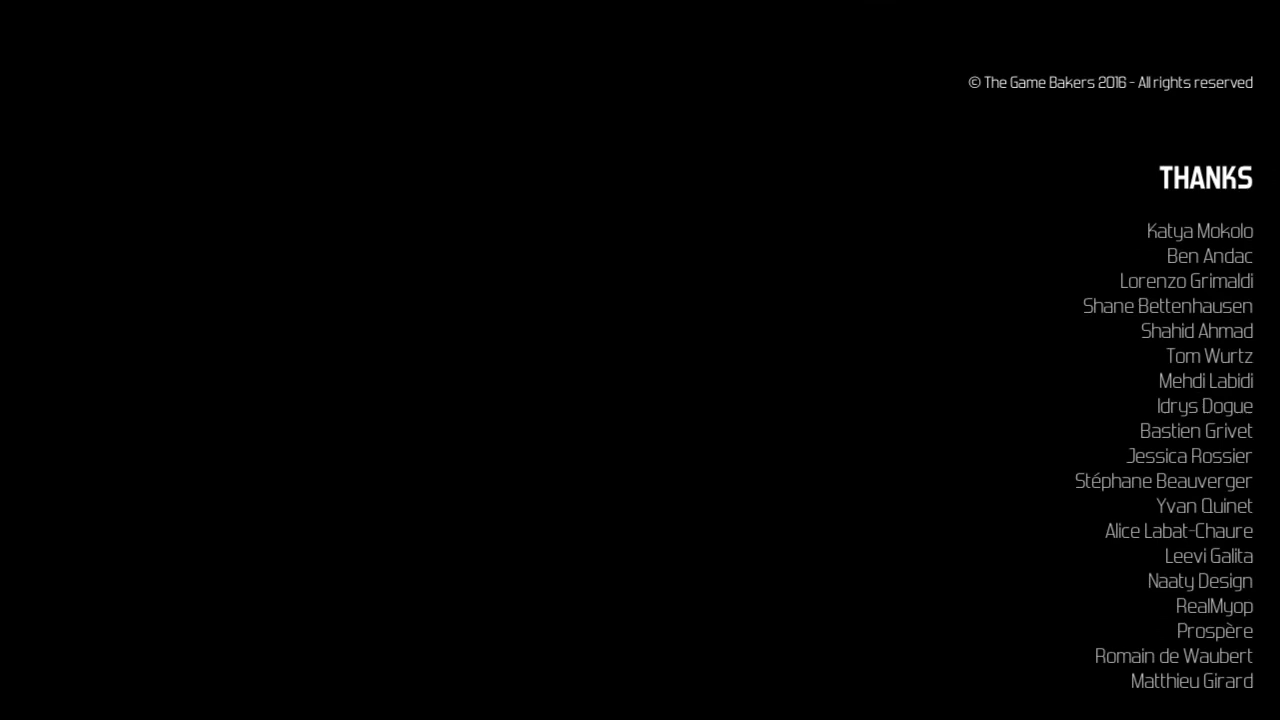 © The Game Bakers 2016 - All rights reserved
THANKS
Katya Mokolo
Ben Andac
Lorenzo Grimaldi
Shane Bettenhausen
Shahid Ahmad
Tom Wurtz
Mehdi Labidi
Idrys Dogue
Bastien Grivet
Jessica Rossier
Stéphane Beauverger
Yvan Quinet
Alice Labat-Chaure
Leevi Galita
Naaty Design
RealMyop
Prospère
Romain de Waubert
Matthieu Girard